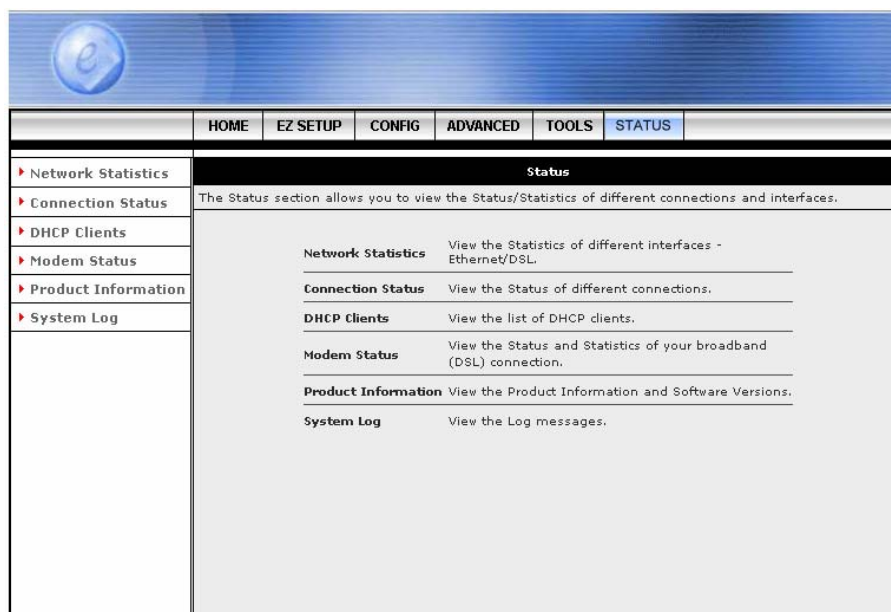 e
HOME EZ SETUP CONFIG ADVANCED TOOLS STATUS
Network Statistics
Connection Status
DHCP Clients
Modem Status
Product Information
System Log
Status
The Status section allows you to view the Status/Statistics of different connections and interfaces.
Network Statistics View the Statistics of different interfaces -
Ethernet/DSL.
Connection Status View the Status of different connections.
DHCP Clients View the list of DHCP clients.
Modem Status View the Status and Statistics of your broadband
(DSL) connection.
Product Information View the Product Information and Software Versions.
System Log View the Log messages.